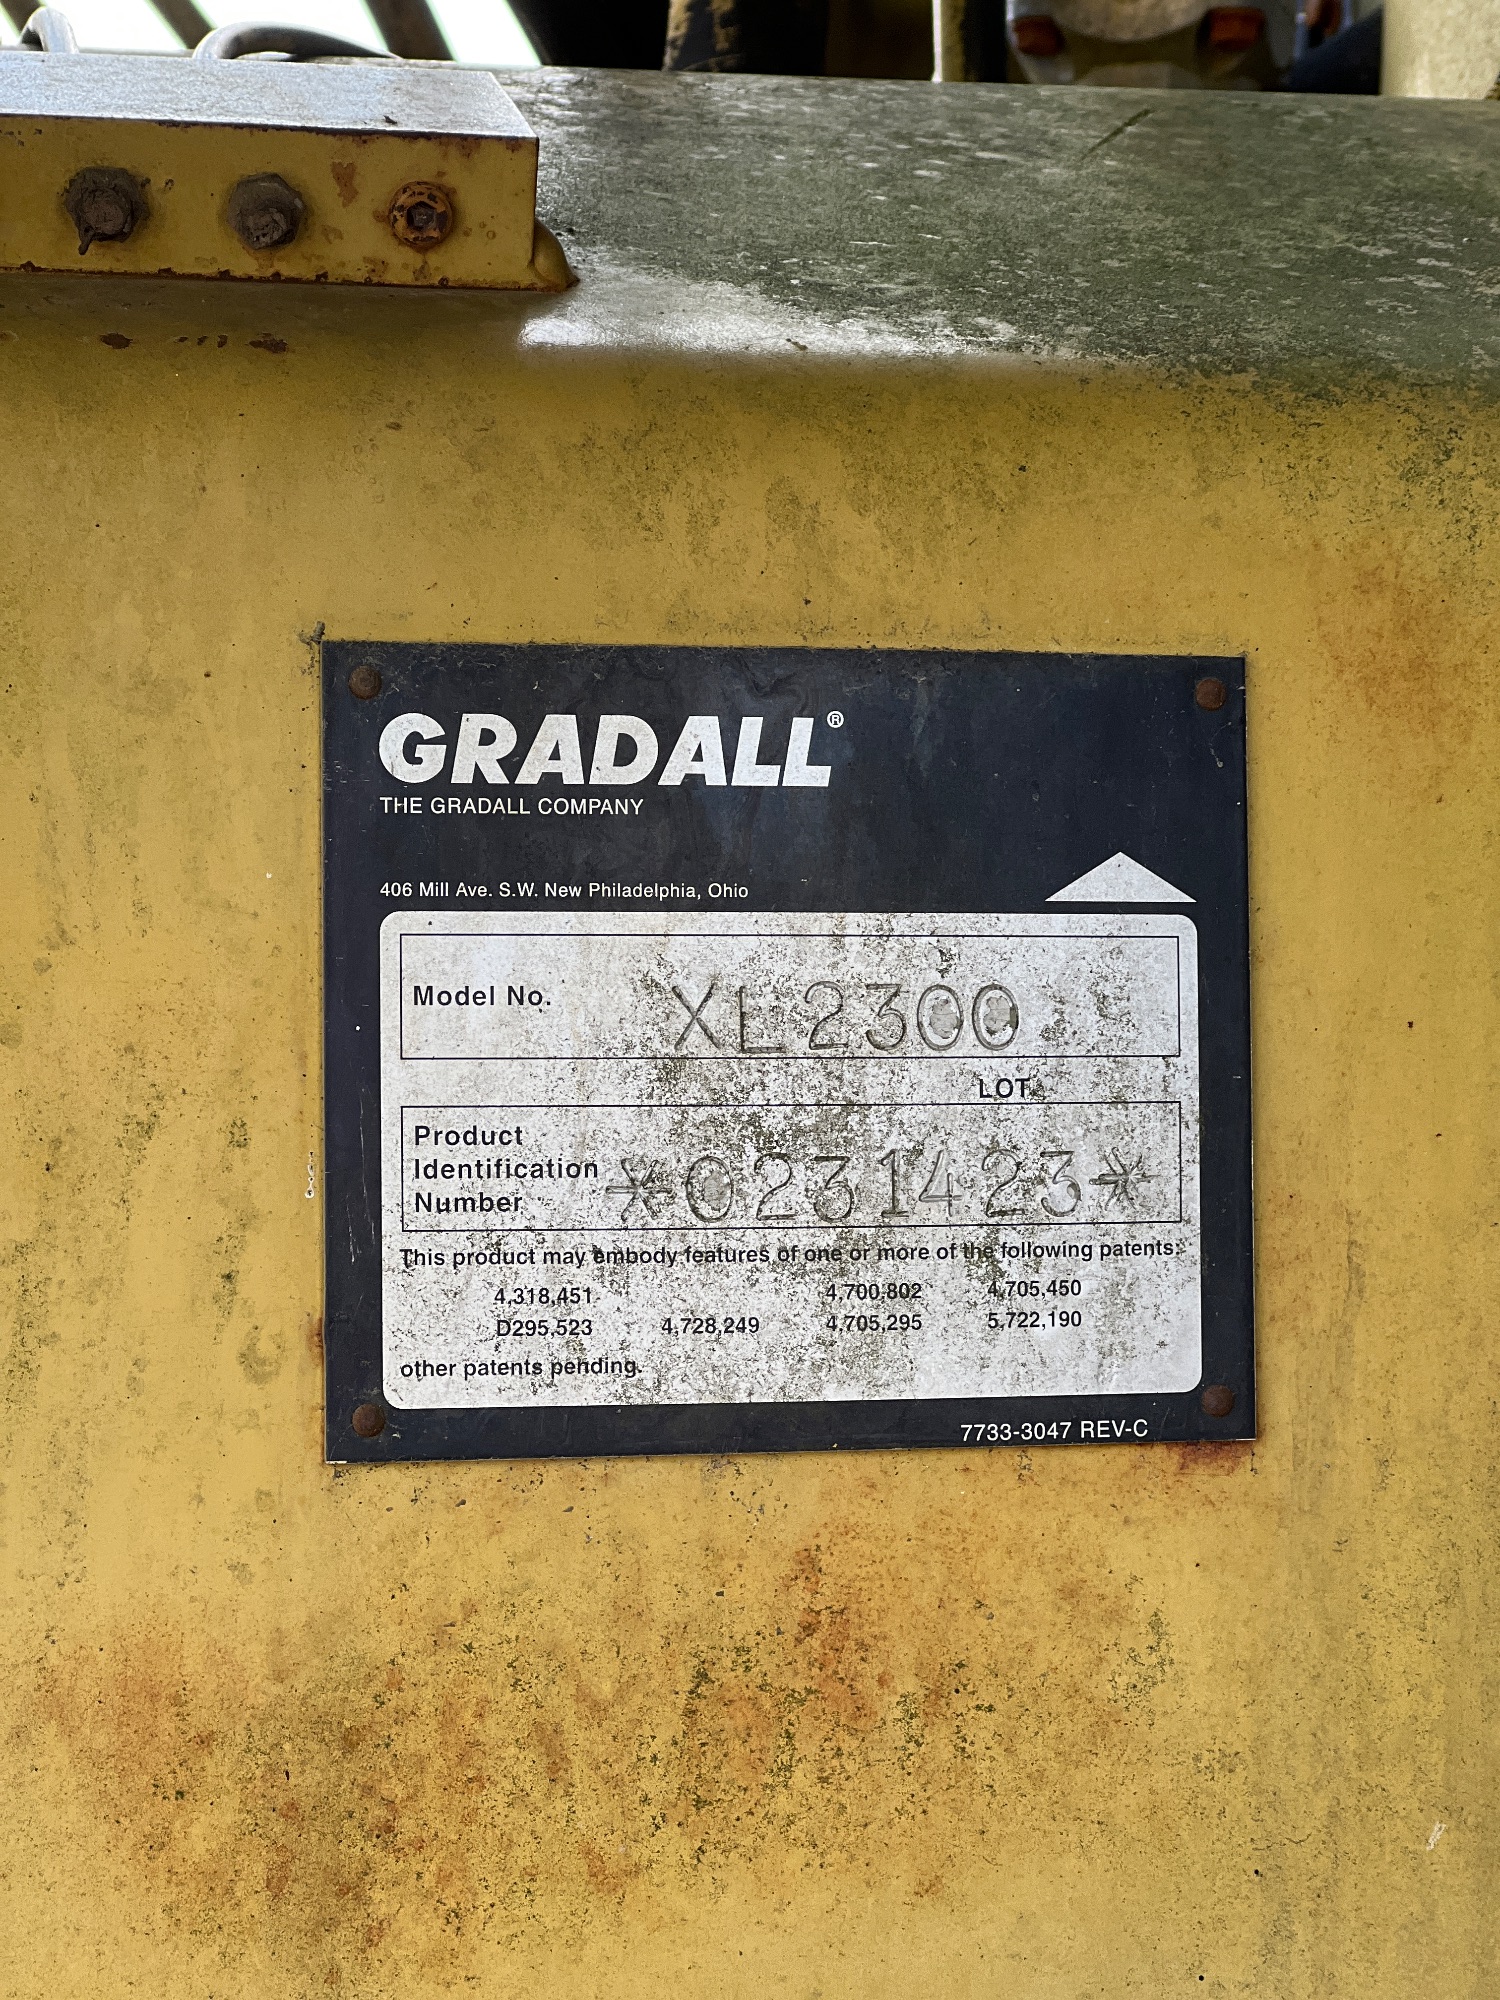 GRADALL®
THE GRADALL COMPANY
406 Mill Ave. S.W. New Philadelphia, Ohio
Model No. XL2300
LOT
Product
Identification
Number
*0231423*
This product may embody features of one or more of the following patents:
4,318,451 4,700,802 4,705,450
D295,523 4,728,249 4,705,295 5,722,190
other patents pending.
7733-3047 REV-C